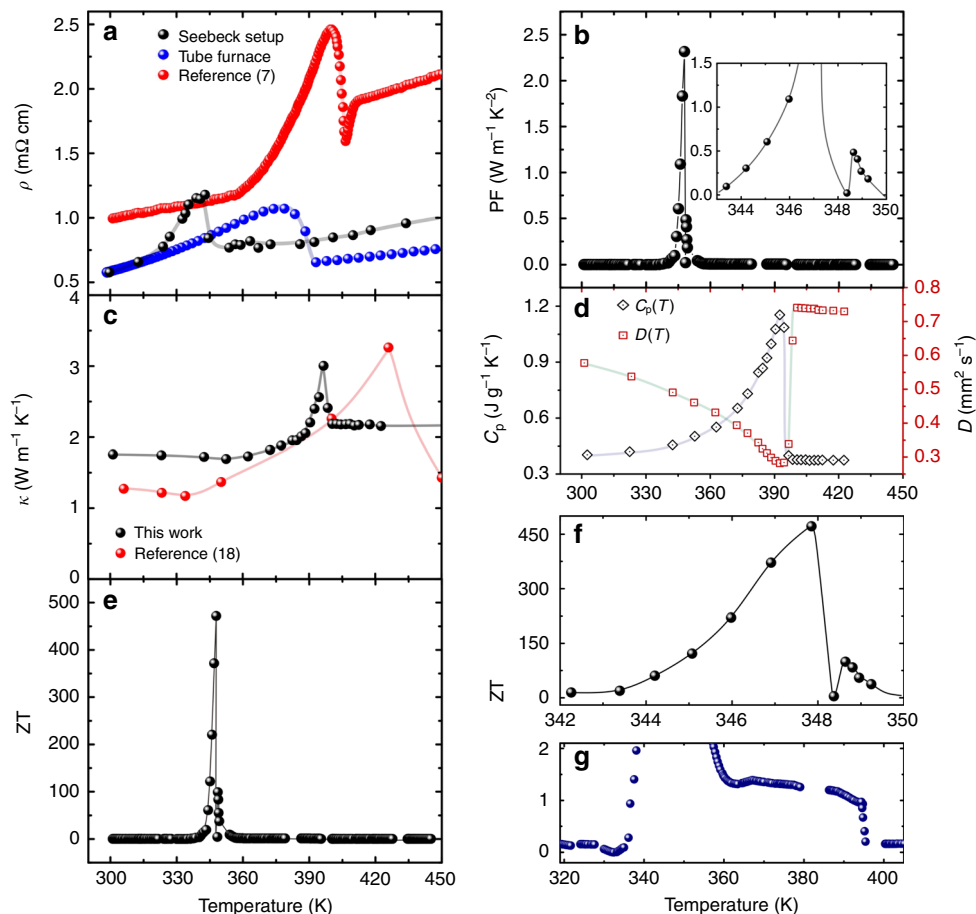 a
Seebeck setup
Tube furnace
Reference (7)
ρ (mΩ cm)
2.5
2.0
1.5
1.0
0.5
b
PF (W m⁻¹ K⁻²)
2.5
2.0
1.5
1.0
0.5
0.0
1.5
1.0
0.5
0.0
344 346 348 350
c
κ (W m⁻¹ K⁻¹)
4
3
2
1
0
This work
Reference (18)
d
Cp(T)
D(T)
Cp (J g⁻¹ K⁻¹)
1.2
0.9
0.6
0.3
D (mm² s⁻¹)
0.8
0.7
0.5
0.4
0.3
300 330 360 390 420 450
e
ZT
500
400
300
200
100
0
300 330 360 390 420 450
Temperature (K)
f
ZT
450
300
150
0
342 344 346 348 350
g
2
1
0
320 340 360 380 400
Temperature (K)